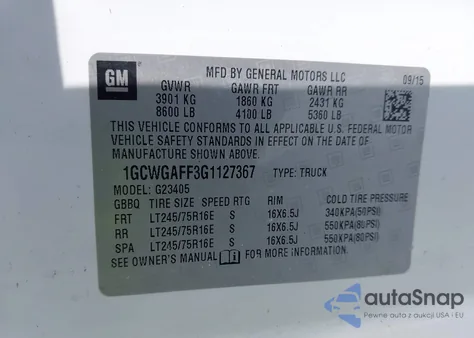 GM
MFD BY GENERAL MOTORS LLC 09/15
GVWR GAWR FRT GAWR RR
3901 KG 1860 KG 2431 KG
8600 LB 4100 LB 5360 LB
THIS VEHICLE CONFORMS TO ALL APPLICABLE U.S. FEDERAL MOTOR
VEHICLE SAFETY STANDARDS IN EFFECT ON THE DATE OF
MANUFACTURE SHOWN ABOVE.
1GCWGAFF3G1127367 TYPE: TRUCK
MODEL: G23405
GBBQ TIRE SIZE SPEED RTG RIM COLD TIRE PRESSURE
FRT LT245/75R16E S 16X6.5J 340KPA(50PSI)
RR LT245/75R16E S 16X6.5J 550KPA(80PSI)
SPA LT245/75R16E S 16X6.5J 550KPA(80PSI)
SEE OWNER'S MANUAL FOR MORE INFORMATION.
autoSnap
Pewne auta z USA i EU